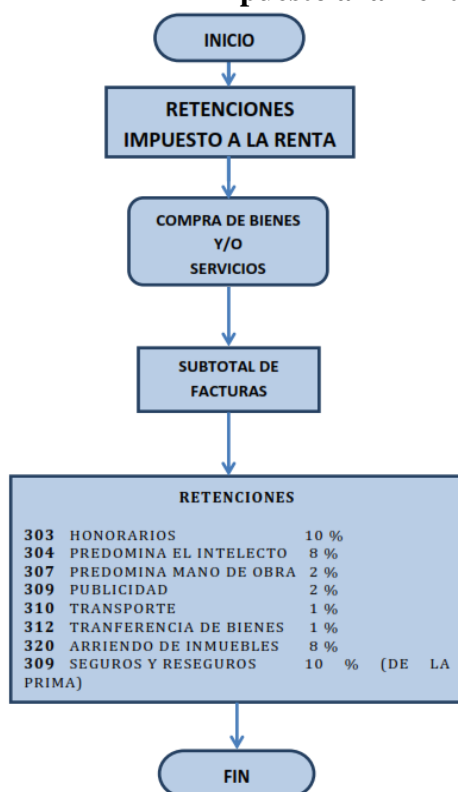 INICIO
RETENCIONES
IMPUESTO A LA RENTA
COMPRA DE BIENES
Y/O
SERVICIOS
SUBTOTAL DE
FACTURAS
RETENCIONES
303 HONORARIOS 10 %
304 PREDOMINA EL INTELECTO 8 %
307 PREDOMINA MANO DE OBRA 2 %
309 PUBLICIDAD 2 %
310 TRANSPORTE 1 %
312 TRANFERENCIA DE BIENES 1 %
320 ARRIENDO DE INMUEBLES 8 %
309 SEGUROS Y RESEGUROS 10 % (DE LA
PRIMA)
FIN